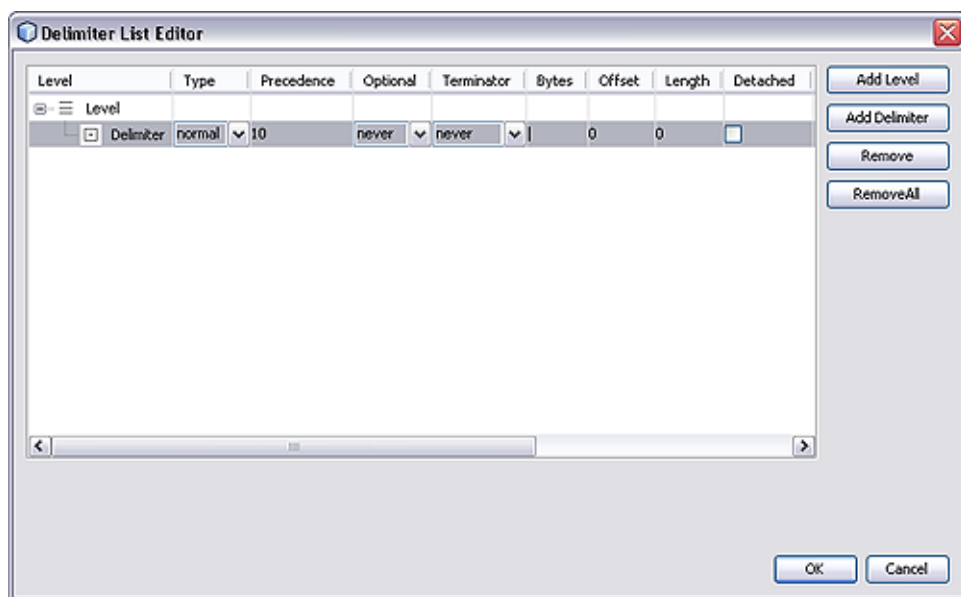 Delimiter List Editor
Level Type Precedence Optional Terminator Bytes Offset Length Detached Add Level
Level
Add Delimiter
Delimiter normal 10 never never | 0 0
Remove
RemoveAll
OK Cancel